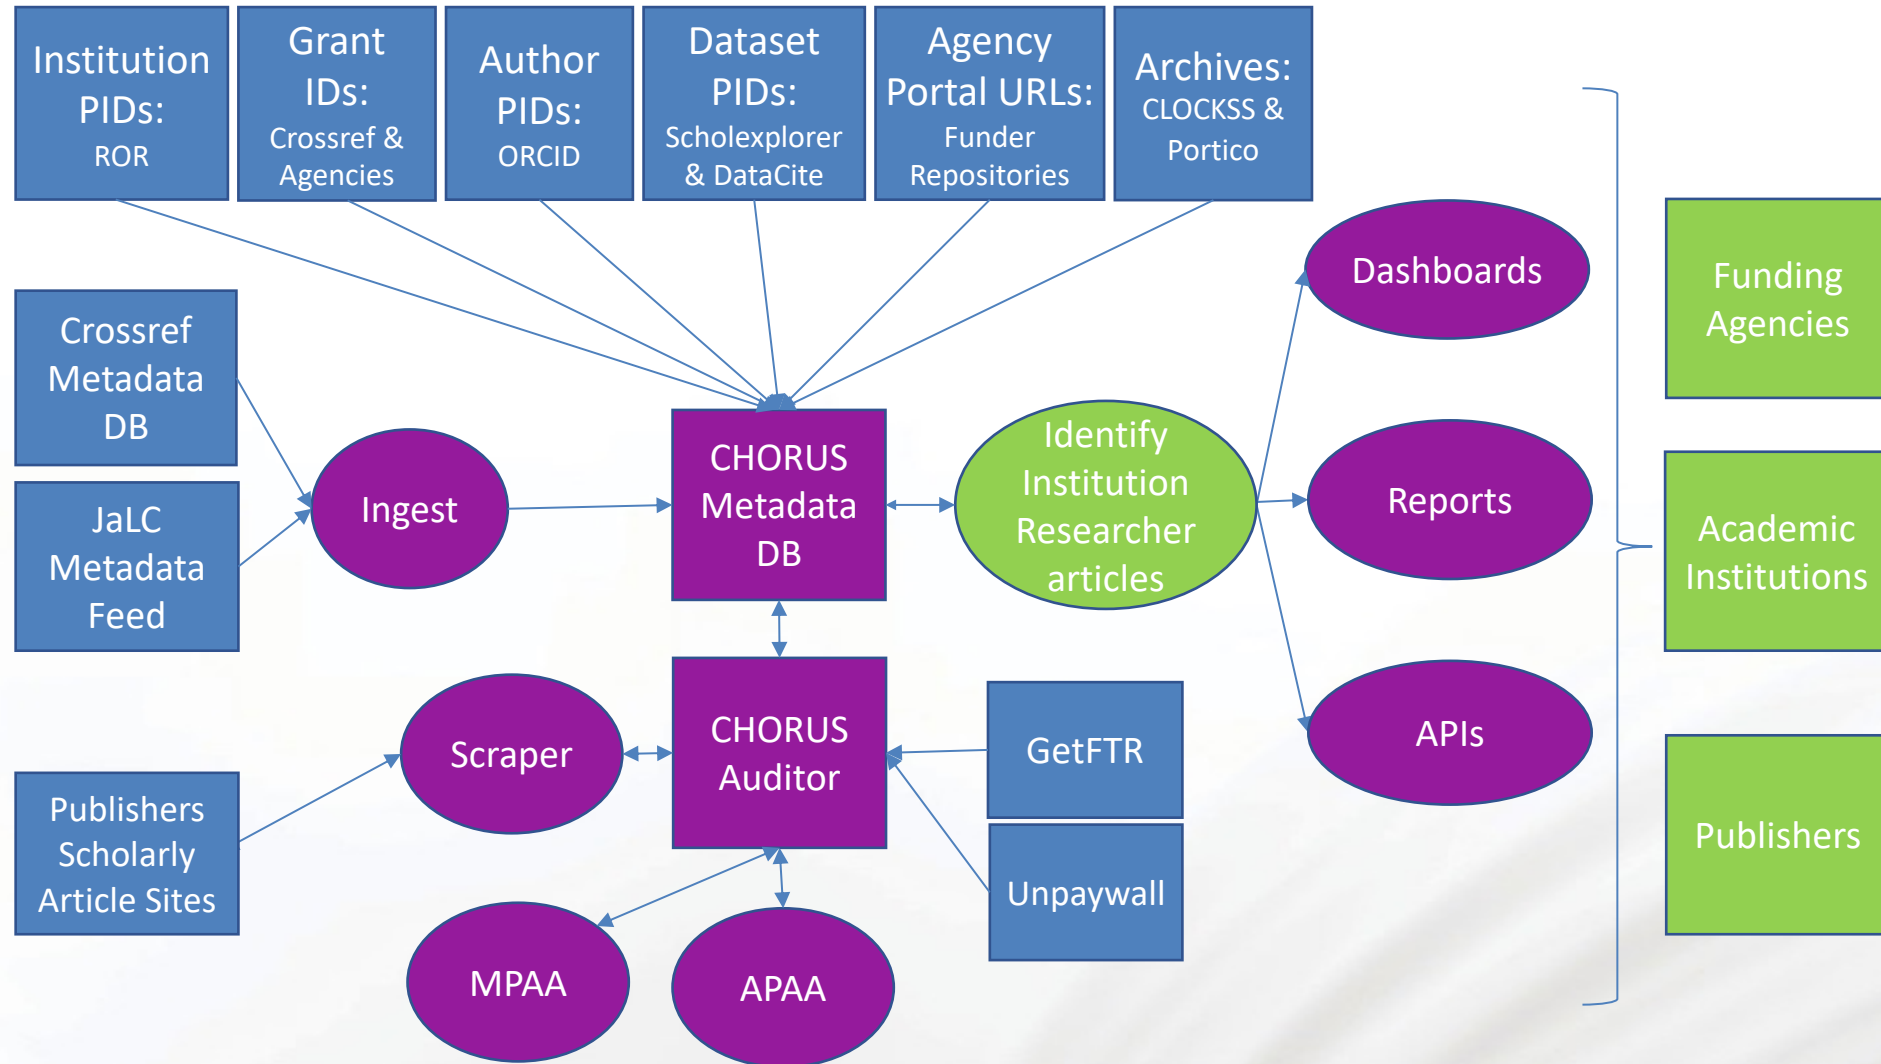 Institution
PIDs:
ROR
Grant
IDs:
Crossref &
Agencies
Author
PIDs:
ORCID
Dataset
PIDs:
Scholexplorer
& DataCite
Agency
Portal URLs:
Funder
Repositories
Archives:
CLOCKSS &
Portico
Crossref
Metadata
DB
JaLC
Metadata
Feed
Ingest
CHORUS
Metadata
DB
Identify
Institution
Researcher
articles
Dashboards
Reports
APIs
Funding
Agencies
Academic
Institutions
Publishers
Publishers
Scholarly
Article Sites
Scraper
CHORUS
Auditor
GetFTR
Unpaywall
MPAA
APAA